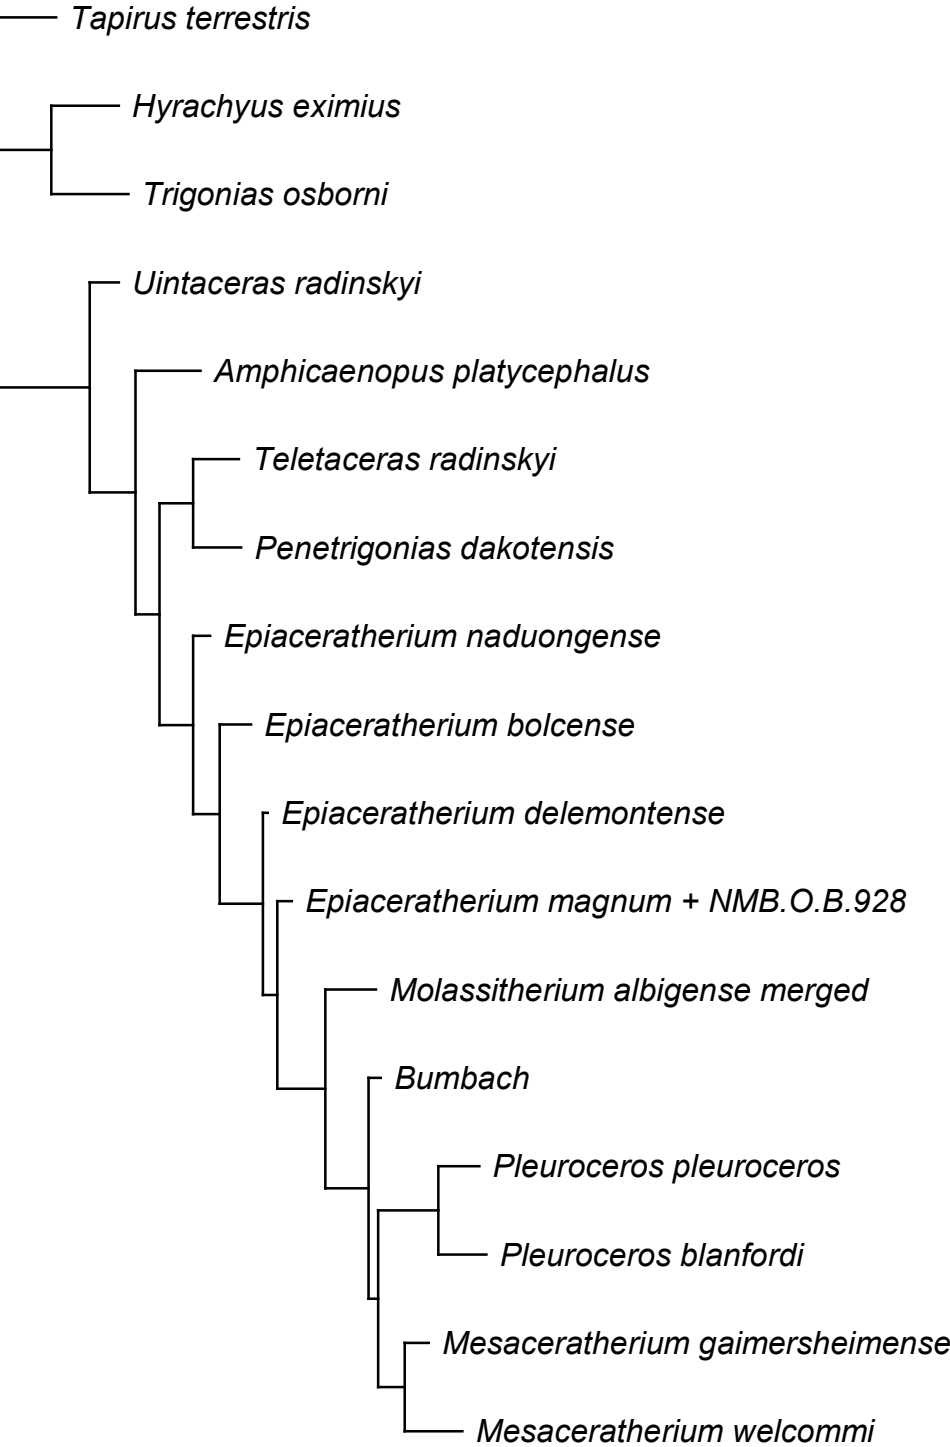 Tapirus terrestris
Hyrachyus eximius
Trigonias osborni
Uintaceras radinskyi
Amphicaenopus platycephalus
Teletaceras radinskyi
Penetrigonias dakotensis
Epiaceratherium naduongense
Epiaceratherium bolcense
Epiaceratherium delemontense
Epiaceratherium magnum + NMB.O.B.928
Molassitherium albigense merged
Bumbach
Pleuroceros pleuroceros
Pleuroceros blanfordi
Mesaceratherium gaimersheimense
Mesaceratherium welcommi